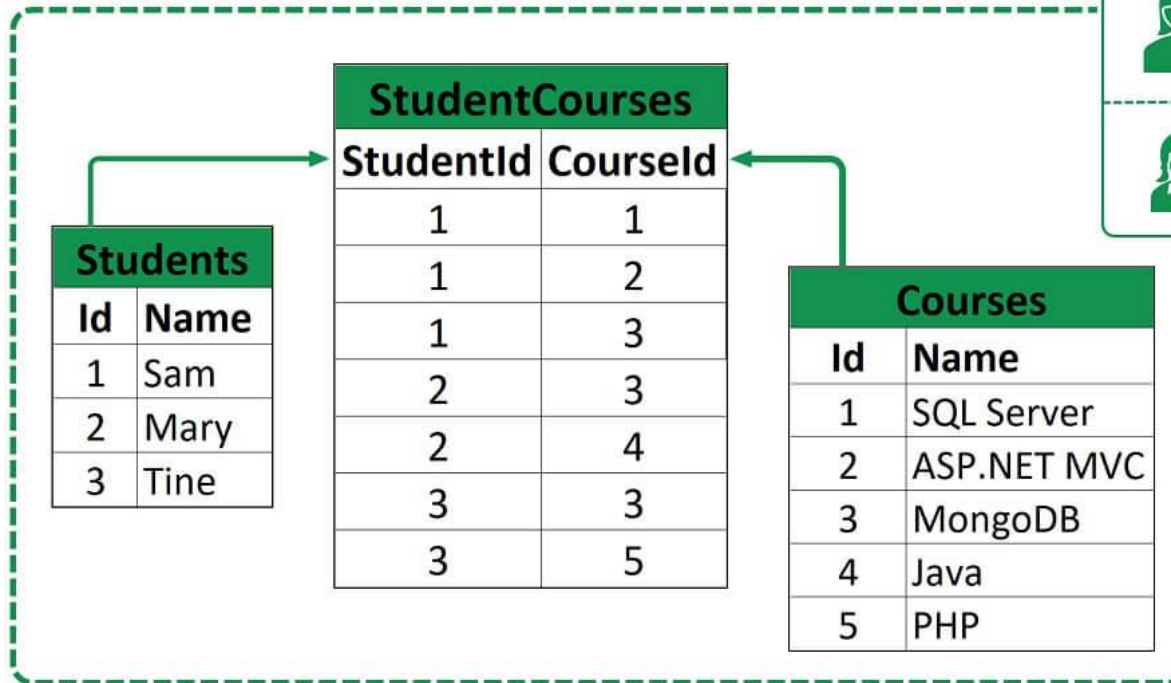 StudentCourses
StudentId CourseId
1 1
1 2
1 3
2 3
2 4
3 3
3 5
Students
Id Name
1 Sam
2 Mary
3 Tine
Courses
Id Name
1 SQL Server
2 ASP.NET MVC
3 MongoDB
4 Java
5 PHP